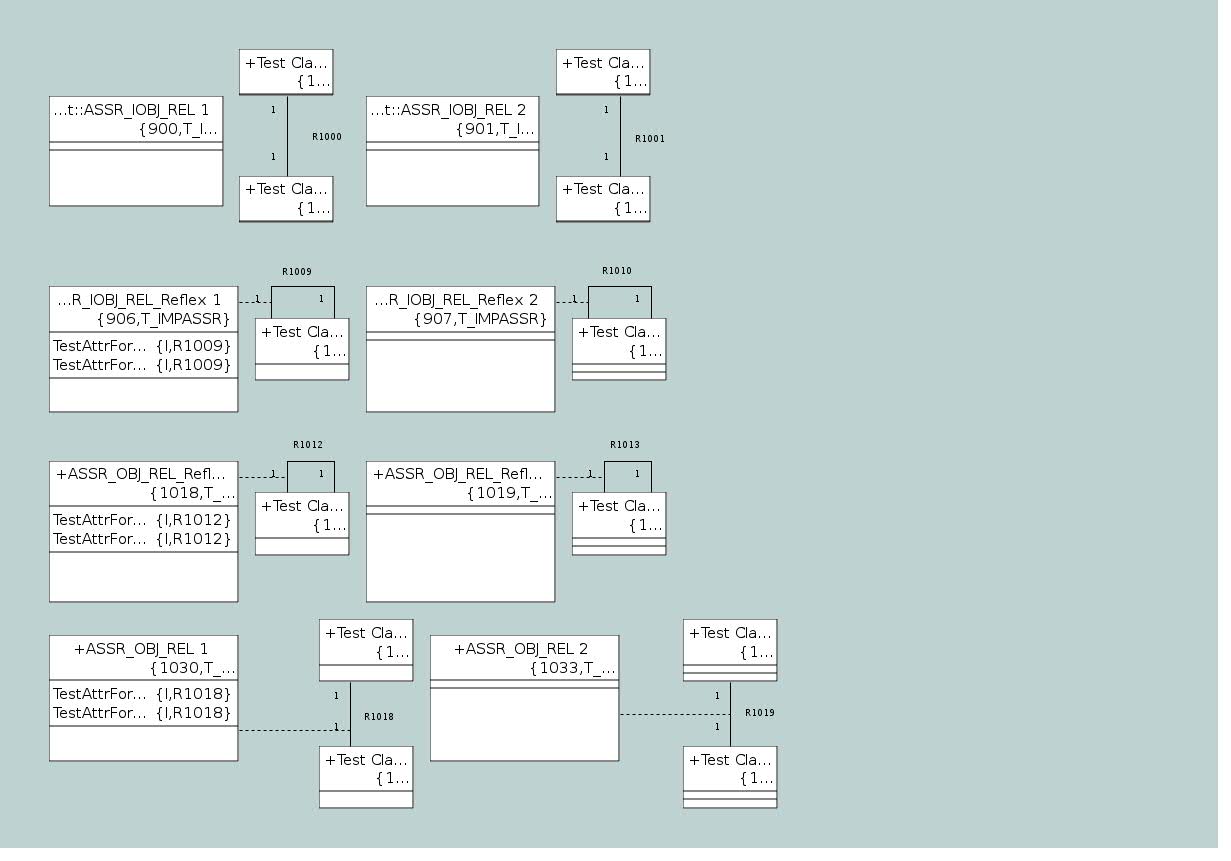 +Test Cla...
{1...
+Test Cla...
{1...
...t::ASSR_IOBJ_REL 1
{900,T_I...
1
R1000
1
...t::ASSR_IOBJ_REL 2
{901,T_I...
1
R1001
1
+Test Cla...
{1...
+Test Cla...
{1...
R1009
R1010
...R_IOBJ_REL_Reflex 1
{906,T_IMPASSR}
TestAttrFor... {I,R1009}
TestAttrFor... {I,R1009}
1
1
+Test Cla...
{1...
...R_IOBJ_REL_Reflex 2
{907,T_IMPASSR}
1
1
+Test Cla...
{1...
R1012
R1013
+ASSR_OBJ_REL_Refl...
{1018,T_...
TestAttrFor... {I,R1012}
TestAttrFor... {I,R1012}
1
1
+Test Cla...
{1...
+ASSR_OBJ_REL_Refl...
{1019,T_...
1
1
+Test Cla...
{1...
+ASSR_OBJ_REL 1
{1030,T_...
TestAttrFor... {I,R1018}
TestAttrFor... {I,R1018}
+Test Cla...
{1...
1
R1018
1
+Test Cla...
{1...
+ASSR_OBJ_REL 2
{1033,T_...
+Test Cla...
{1...
1
R1019
1
+Test Cla...
{1...